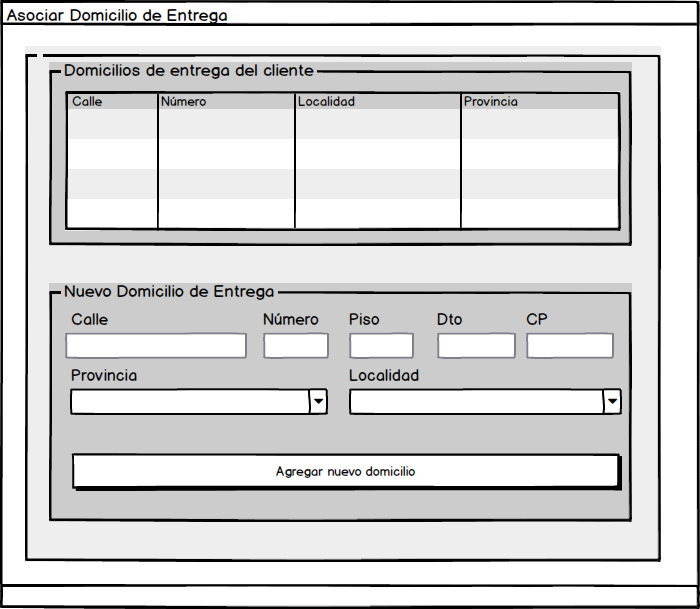 Asociar Domicilio de Entrega
Domicilios de entrega del cliente
Calle Número Localidad Provincia
Nuevo Domicilio de Entrega
Calle Número Piso Dto CP
Provincia Localidad
Agregar nuevo domicilio